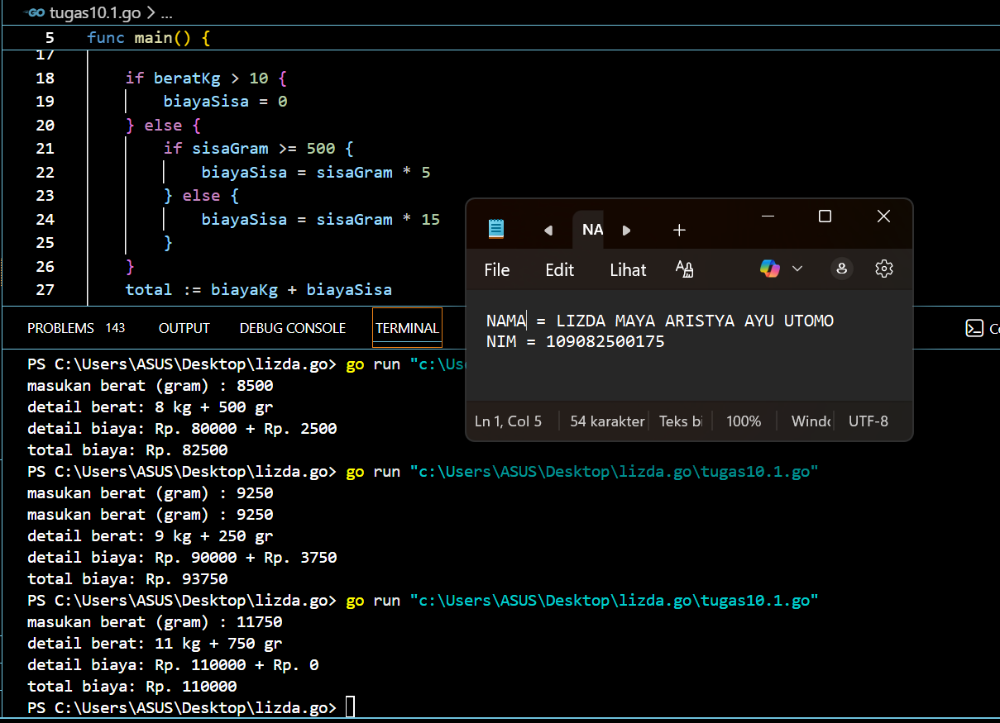 GO tugas10.1.go > ...
5 func main() {
17
18 if beratKg > 10 {
19 biayaSisa = 0
20 } else {
21 if sisaGram >= 500 {
22 biayaSisa = sisaGram * 5
23 } else {
24 biayaSisa = sisaGram * 15
25 }
26 }
27 total := biayaKg + biayaSisa
NA
File Edit Lihat
NAMA = LIZDA MAYA ARISTYA AYU UTOMO
NIM = 109082500175
Ln 1, Col 5 54 karakter Teks 100% UTF-8
PROBLEMS 143 OUTPUT DEBUG CONSOLE TERMINAL
PS C:\Users\ASUS\Desktop\lizda.go> go run "c:\Us
masukan berat (gram) : 8500
detail berat: 8 kg + 500 gr
detail biaya: Rp. 80000 + Rp. 2500
total biaya: Rp. 82500
PS C:\Users\ASUS\Desktop\lizda.go> go run "c:\Users\ASUS\Desktop\lizda.go\tugas10.1.go"
masukan berat (gram) : 9250
masukan berat (gram) : 9250
detail berat: 9 kg + 250 gr
detail biaya: Rp. 90000 + Rp. 3750
total biaya: Rp. 93750
PS C:\Users\ASUS\Desktop\lizda.go> go run "c:\Users\ASUS\Desktop\lizda.go\tugas10.1.go"
masukan berat (gram) : 11750
detail berat: 11 kg + 750 gr
detail biaya: Rp. 110000 + Rp. 0
total biaya: Rp. 110000
PS C:\Users\ASUS\Desktop\lizda.go>